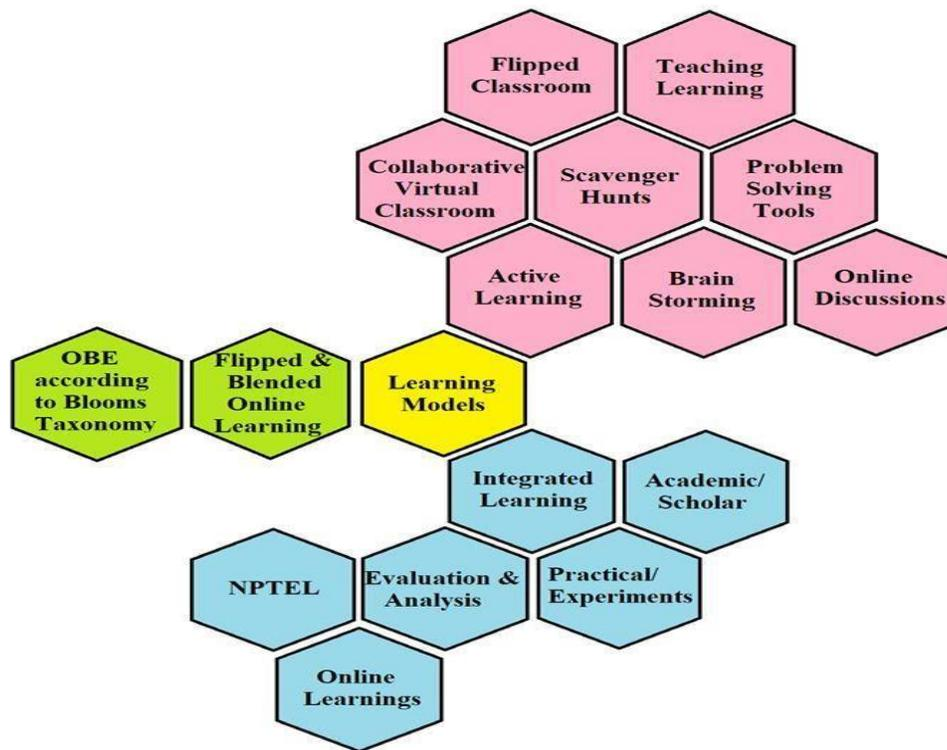 Flipped
Classroom
Teaching
Learning
Collaborative
Virtual
Classroom
Scavenger
Hunts
Problem
Solving
Tools
Active
Learning
Brain
Storming
Online
Discussions
OBE
according
to Blooms
Taxonomy
Flipped &
Blended
Online
Learning
Learning
Models
Integrated
Learning
Academic/
Scholar
NPTEL
Evaluation &
Analysis
Practical/
Experiments
Online
Learnings